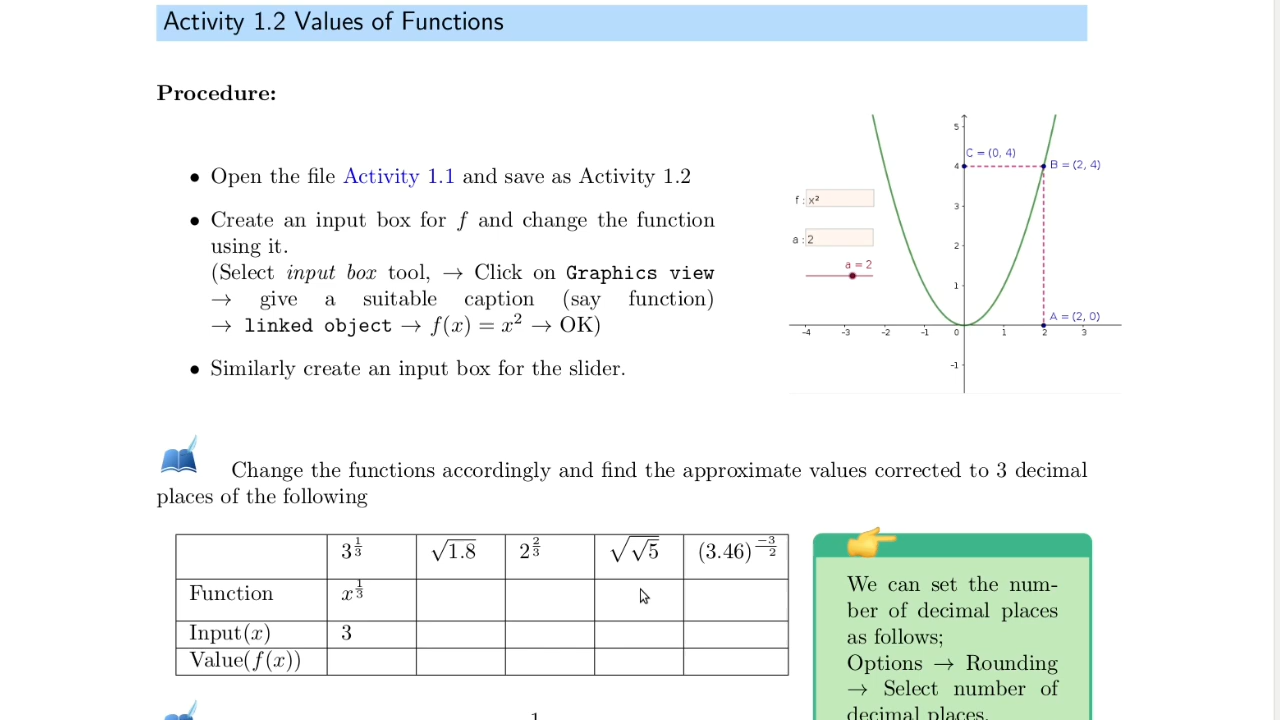 Activity 1.2 Values of Functions
Procedure:
• Open the file Activity 1.1 and save as Activity 1.2
• Create an input box for f and change the function
using it.
(Select input box tool, → Click on Graphics view
→ give a suitable caption (say function)
→ linked object → f(x) = x² → OK)
• Similarly create an input box for the slider.
f : x²
a : 2
a = 2
C = (0, 4)
B = (2, 4)
A = (2, 0)
5
4
3
2
1
-1
-4 -3 -2 -1 0 1 2 3
Change the functions accordingly and find the approximate values corrected to 3 decimal
places of the following
3^(1/3) √1.8 2^(2/3) √√5 (3.46)^(-3/2)
Function x^(1/3)
Input(x) 3
Value(f(x))
We can set the num-
ber of decimal places
as follows;
Options → Rounding
→ Select number of
decimal places.
1